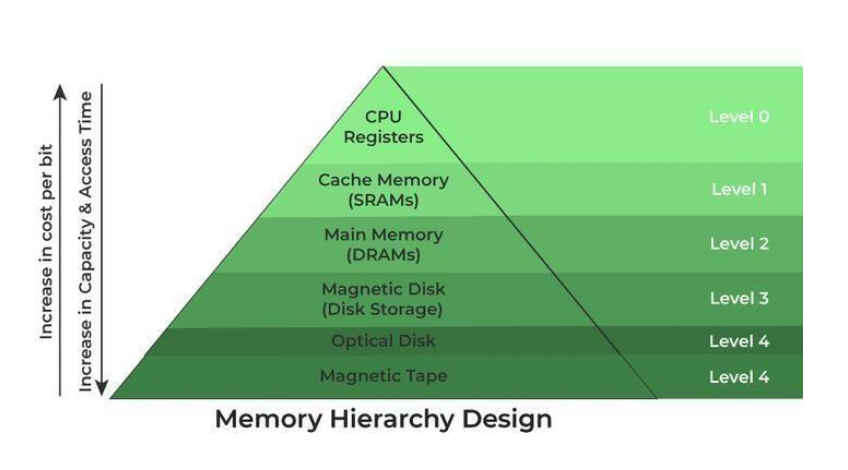 Increase in cost per bit
Increase in Capacity & Access Time
CPU
Registers
Level 0
Cache Memory
(SRAMs)
Level 1
Main Memory
(DRAMs)
Level 2
Magnetic Disk
(Disk Storage)
Level 3
Optical Disk
Level 4
Magnetic Tape
Level 4
Memory Hierarchy Design